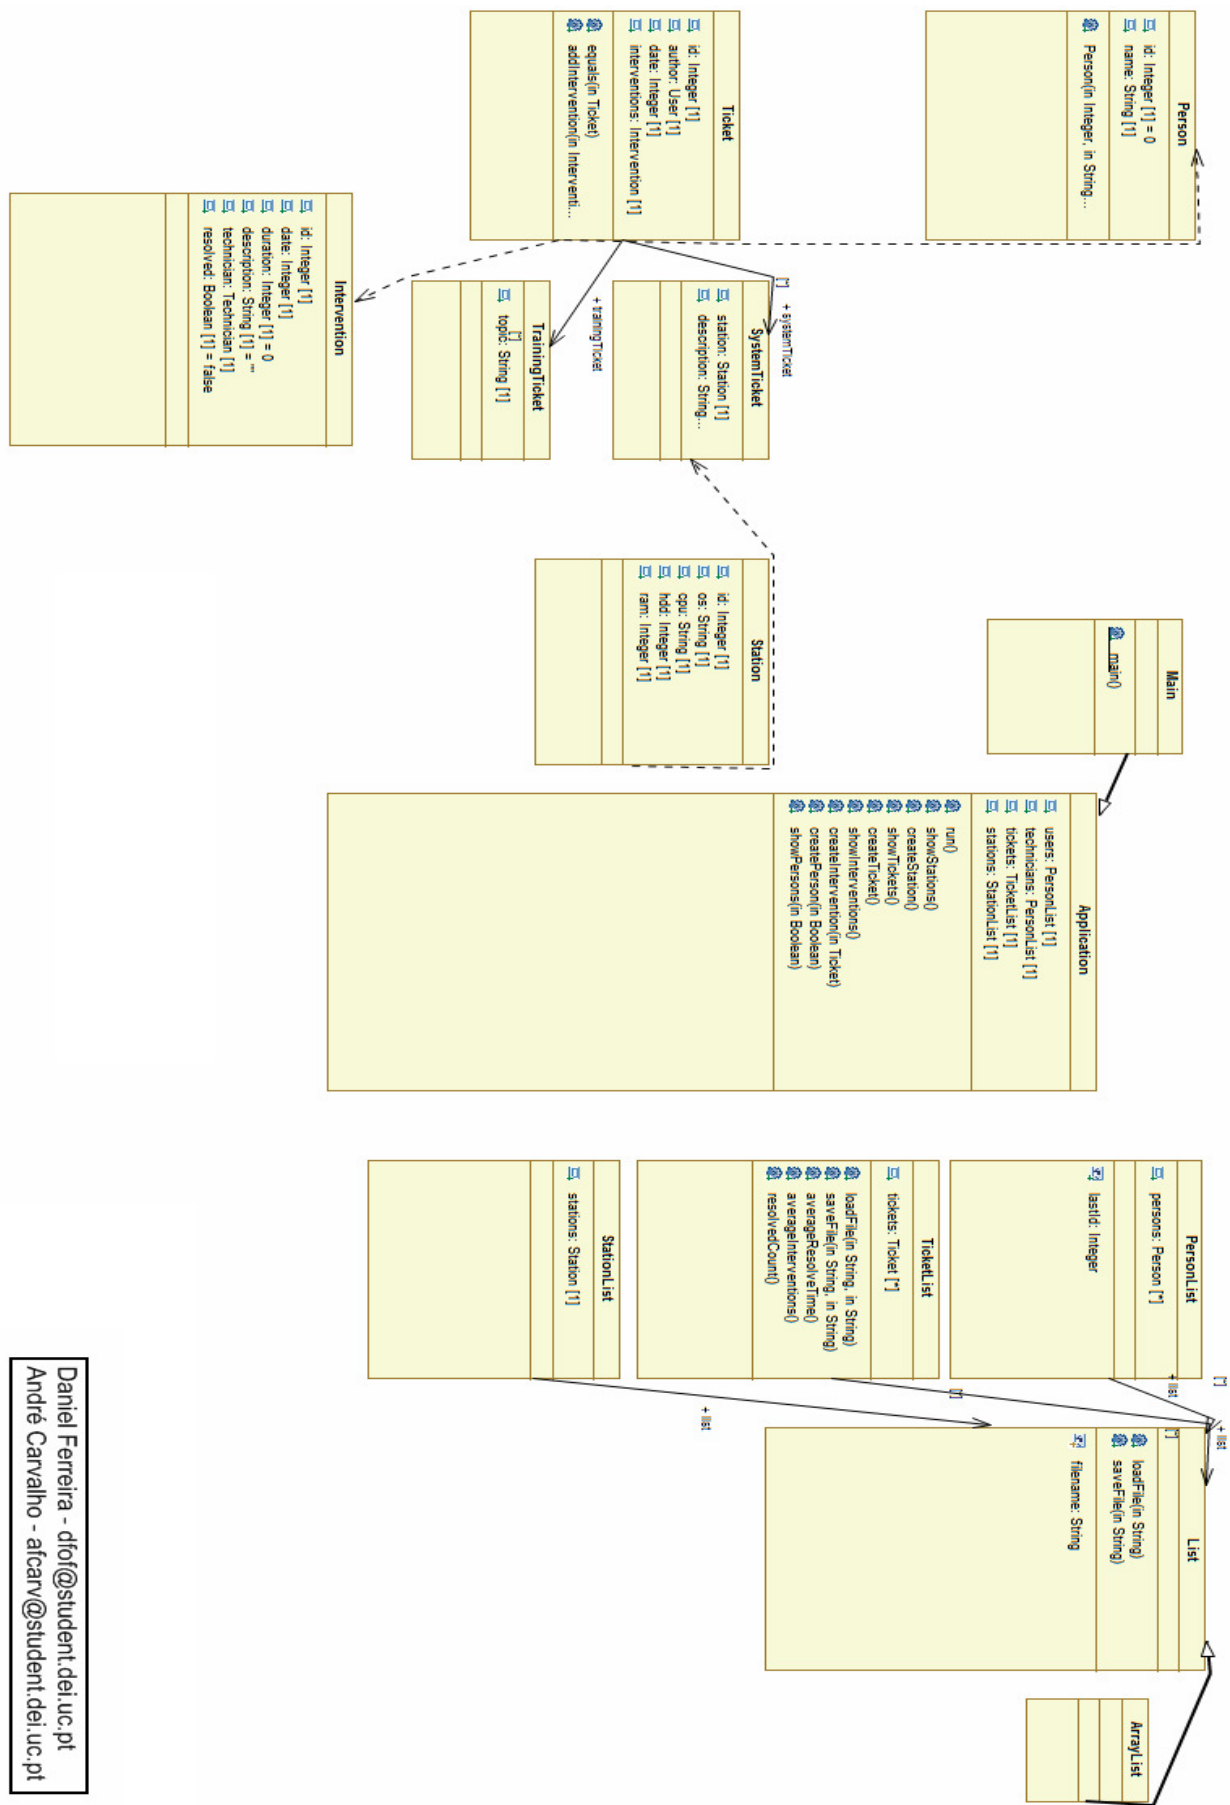 Person
id: Integer [1] = 0
name: String [1]
Person(in Integer, in String...
Ticket
id: Integer [1]
author: User [1]
date: Integer [1]
interventions: Intervention [1]
equals(in Ticket)
addIntervention(in Interventi...
[*]
+ systemTicket
SystemTicket
station: Station [1]
description: String...
+ trainingTicket
TrainingTicket
[*]
topic: String [1]
Intervention
id: Integer [1]
date: Integer [1]
duration: Integer [1] = 0
description: String [1] = ""
technician: Technician [1]
resolved: Boolean [1] = false
Main
main()
Station
id: Integer [1]
os: String [1]
cpu: String [1]
hdd: Integer [1]
ram: Integer [1]
Application
users: PersonList [1]
technicians: PersonList [1]
tickets: TicketList [1]
stations: StationList [1]
run()
showStations()
createStation()
showTickets()
createTicket()
showInterventions()
createIntervention(in Ticket)
createPerson(in Boolean)
showPersons(in Boolean)
PersonList
persons: Person [*]
lastId: Integer
TicketList
tickets: Ticket [*]
loadFile(in String, in String)
saveFile(in String, in String)
averageResolveTime()
averageInterventions()
resolvedCount()
StationList
stations: Station [1]
[*]
+ list
[*]
+ list
[*]
+ list
List
loadFile(in String)
saveFile(in String)
filename: String
ArrayList
Daniel Ferreira - dfof@student.dei.uc.pt
André Carvalho - afcarv@student.dei.uc.pt